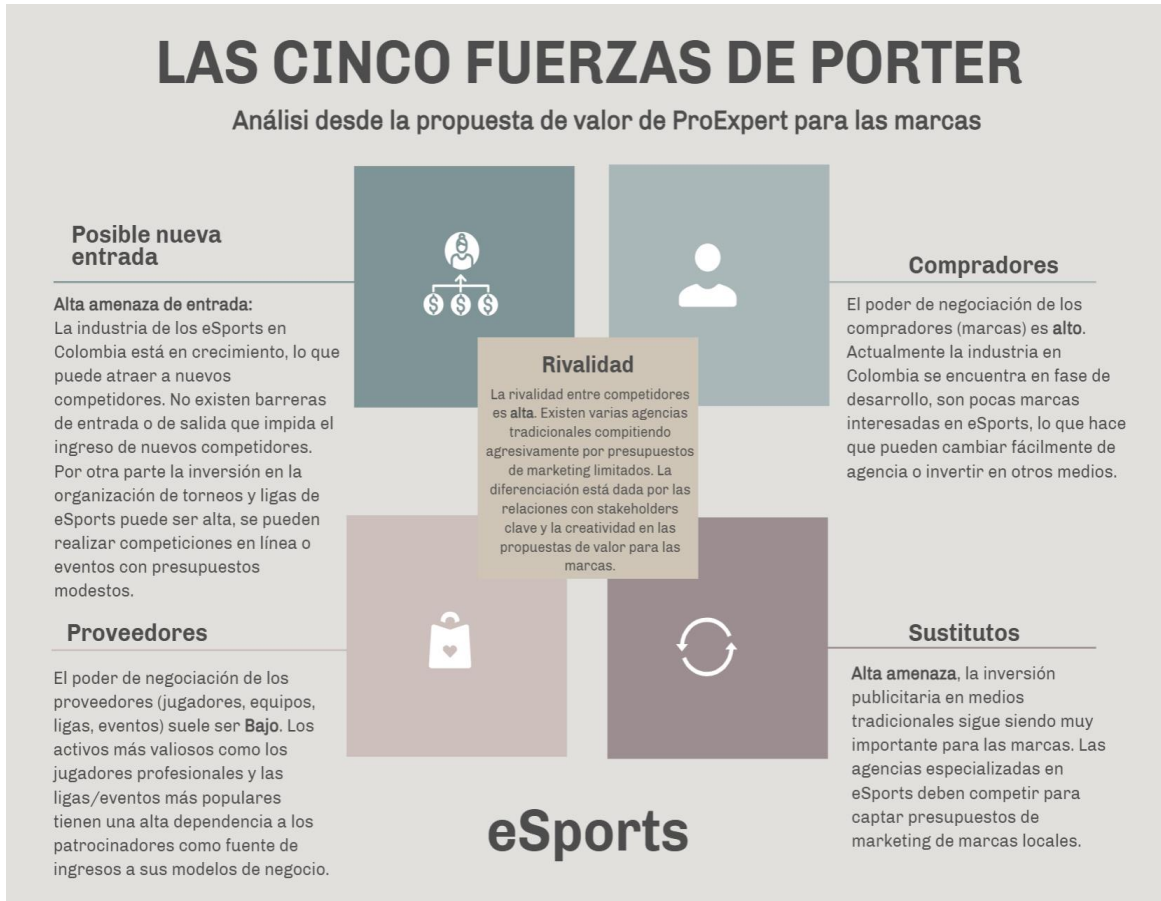 LAS CINCO FUERZAS DE PORTER
Análisi desde la propuesta de valor de ProExpert para las marcas
Posible nueva
entrada
Alta amenaza de entrada:
La industria de los eSports en
Colombia está en crecimiento, lo que
puede atraer a nuevos
competidores. No existen barreras
de entrada o de salida que impida el
ingreso de nuevos competidores.
Por otra parte la inversión en la
organización de torneos y ligas de
eSports puede ser alta, se pueden
realizar competiciones en línea o
eventos con presupuestos
modestos.
Compradores
El poder de negociación de los
compradores (marcas) es alto.
Actualmente la industria en
Colombia se encuentra en fase de
desarrollo, son pocas marcas
interesadas en eSports, lo que hace
que pueden cambiar fácilmente de
agencia o invertir en otros medios.
Rivalidad
La rivalidad entre competidores
es alta. Existen varias agencias
tradicionales compitiendo
agresivamente por presupuestos
de marketing limitados. La
diferenciación está dada por las
relaciones con stakeholders
clave y la creatividad en las
propuestas de valor para las
marcas.
Proveedores
El poder de negociación de los
proveedores (jugadores, equipos,
ligas, eventos) suele ser Bajo. Los
activos más valiosos como los
jugadores profesionales y las
ligas/eventos más populares
tienen una alta dependencia a los
patrocinadores como fuente de
ingresos a sus modelos de negocio.
Sustitutos
Alta amenaza, la inversión
publicitaria en medios
tradicionales sigue siendo muy
importante para las marcas. Las
agencias especializadas en
eSports deben competir para
captar presupuestos de
marketing de marcas locales.
eSports